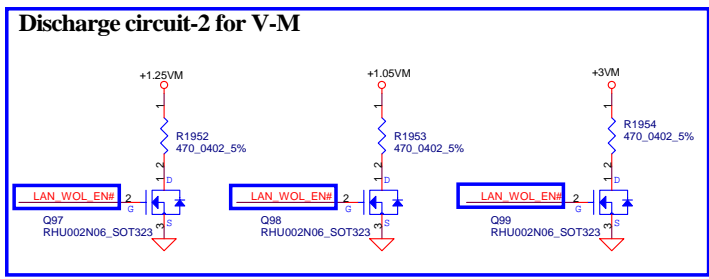 Discharge circuit-2 for V-M
+1.25VM
1
R1952
470_0402_5%
2
1
D
LAN_WOL_EN#
2
G
3
S
Q97
RHU002N06_SOT323
+1.05VM
1
R1953
470_0402_5%
2
1
D
LAN_WOL_EN#
2
G
3
S
Q98
RHU002N06_SOT323
+3VM
1
R1954
470_0402_5%
2
1
D
LAN_WOL_EN#
2
G
3
S
Q99
RHU002N06_SOT323